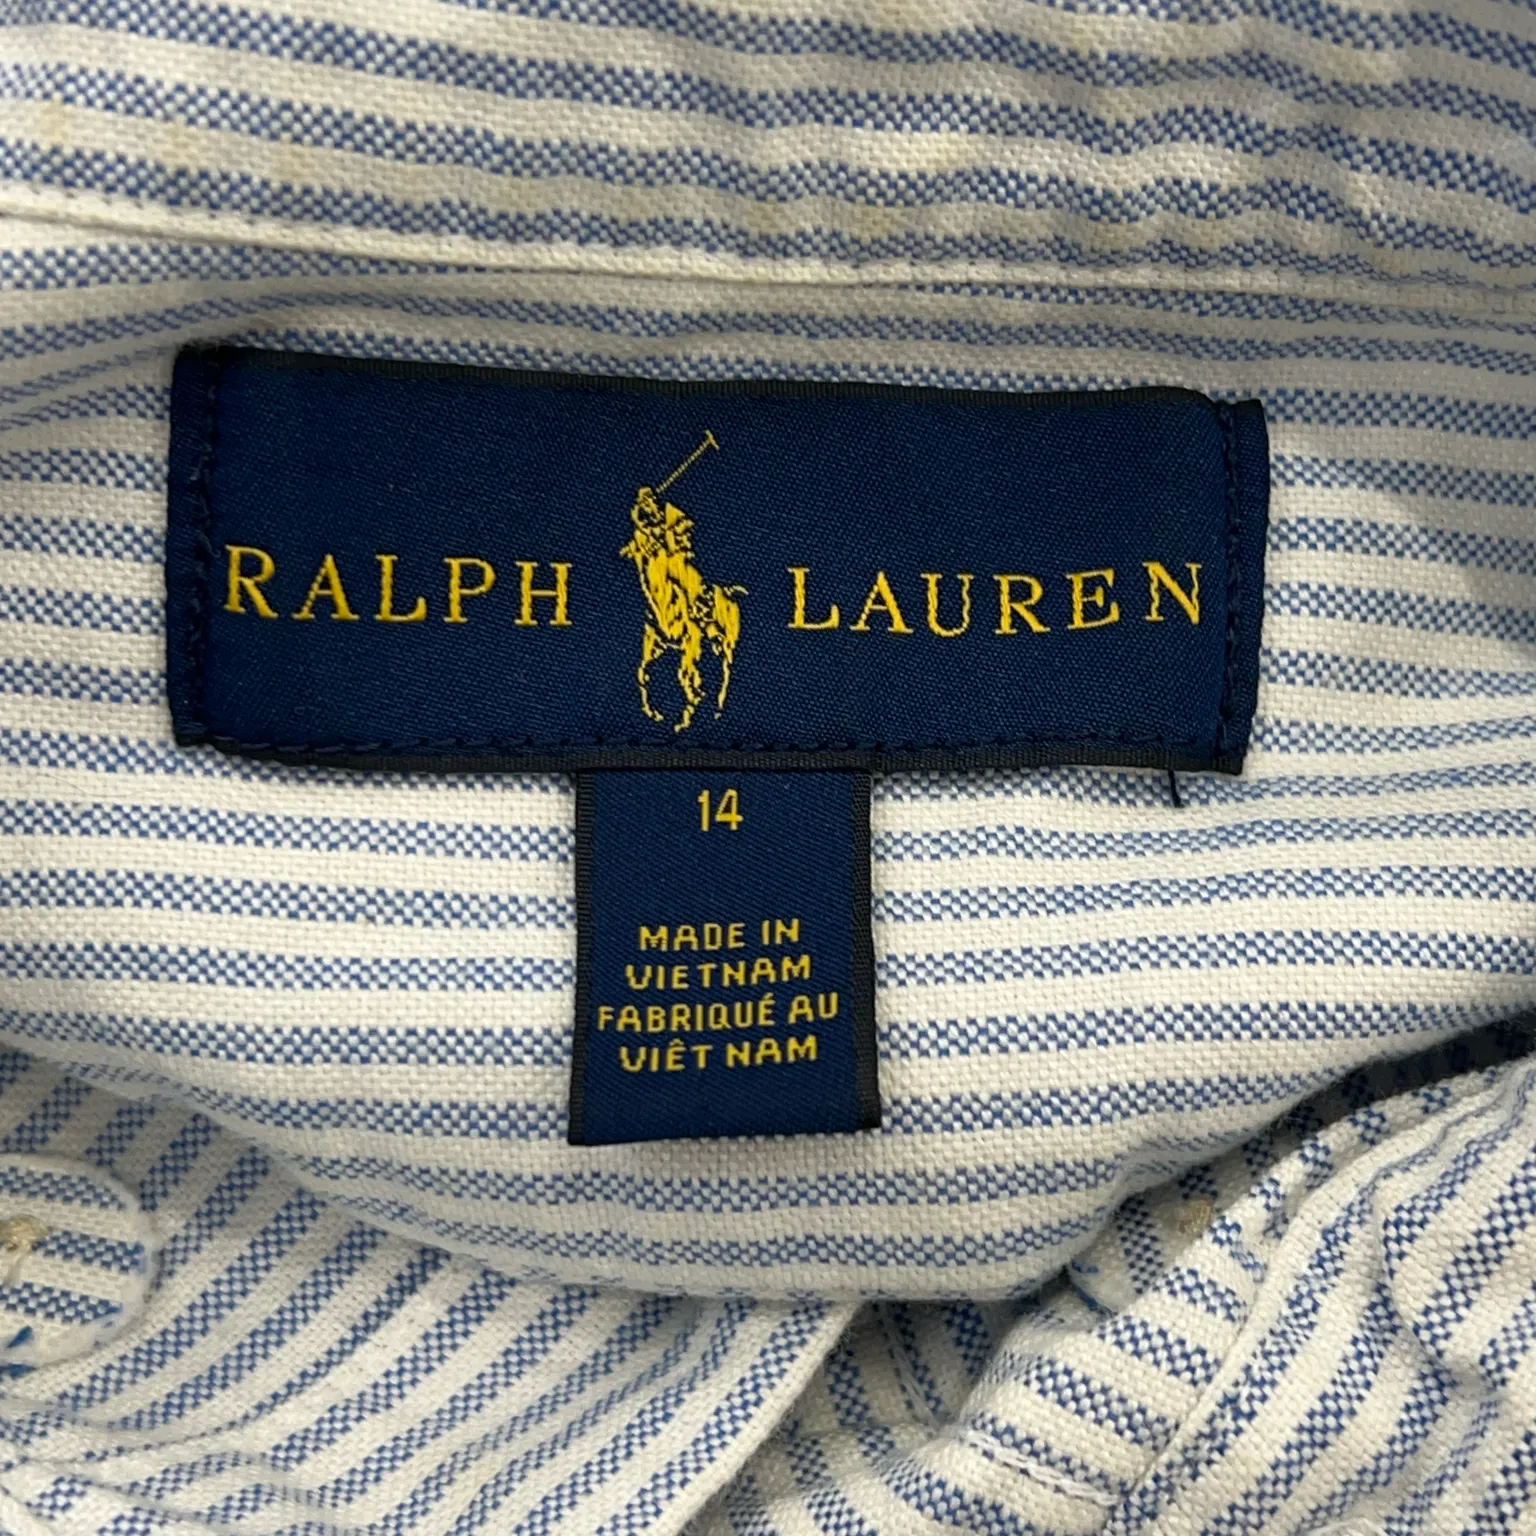 RALPH LAUREN
14
MADE IN
VIETNAM
FABRIQUÉ AU
VIÊT NAM